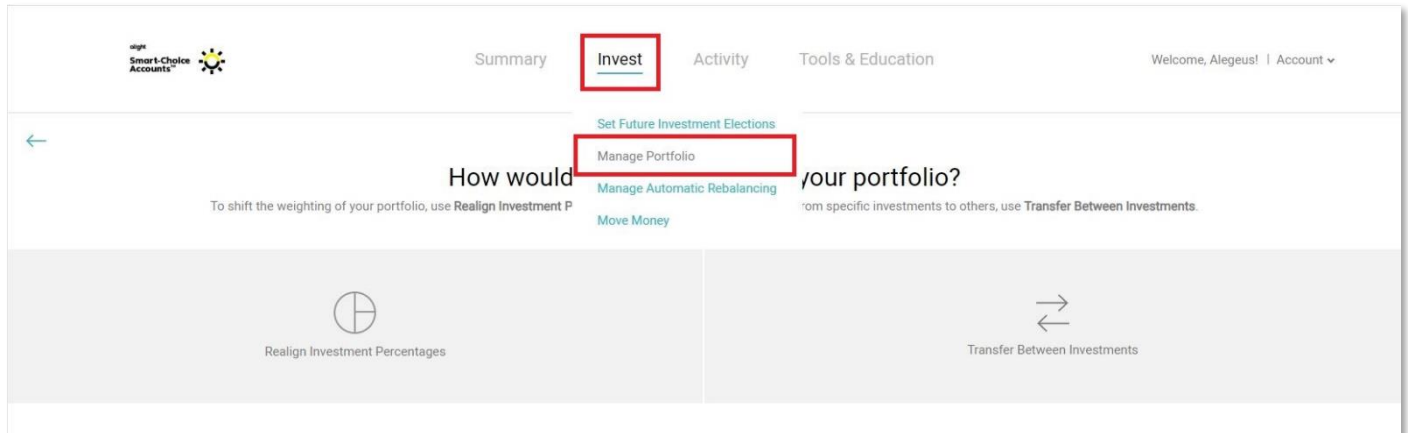 alight
Smart-Choice
Accounts™
Summary Invest Activity Tools & Education
Welcome, Alegeus! | Account
Set Future Investment Elections
Manage Portfolio
Manage Automatic Rebalancing
Move Money
How would your portfolio?
To shift the weighting of your portfolio, use Realign Investment P rom specific investments to others, use Transfer Between Investments.
Realign Investment Percentages
Transfer Between Investments